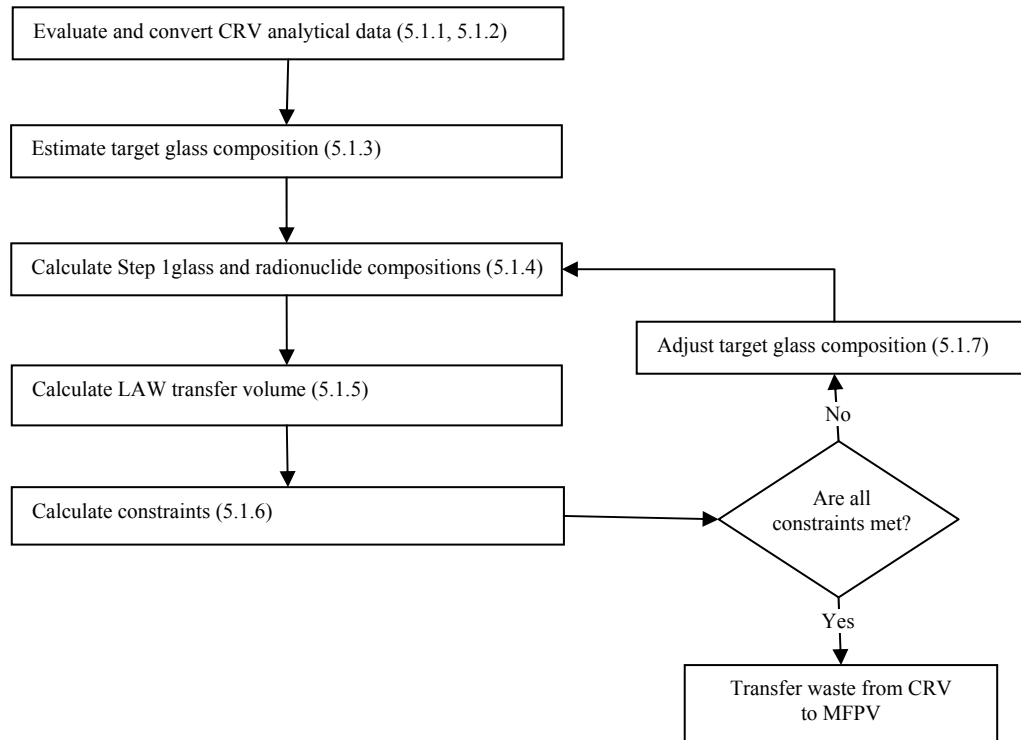 Evaluate and convert CRV analytical data (5.1.1, 5.1.2)
Estimate target glass composition (5.1.3)
Calculate Step 1glass and radionuclide compositions (5.1.4)
Adjust target glass composition (5.1.7)
Calculate LAW transfer volume (5.1.5)
No
Calculate constraints (5.1.6)
Are all
constraints met?
Yes
Transfer waste from CRV
to MFPV